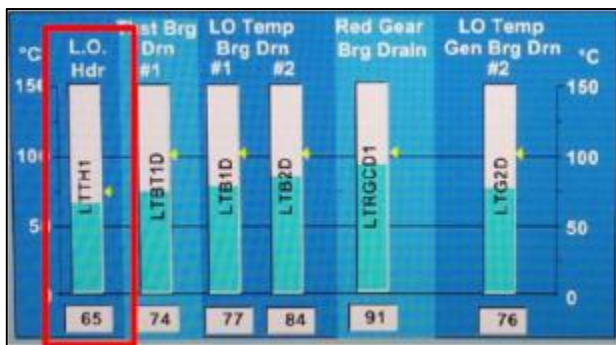 °C
L.O.
Hdr
Thst Brg
Drn
#1
LO Temp
Brg Drn
#1 #2
Red Gear
Brg Drain
LO Temp
Gen Brg Drn
#2
°C
150
100
50
0
LTTH1
LTBT1D
LTB1D
LTB2D
LTRGCD1
LTG2D
150
100
50
0
65 74 77 84 91 76